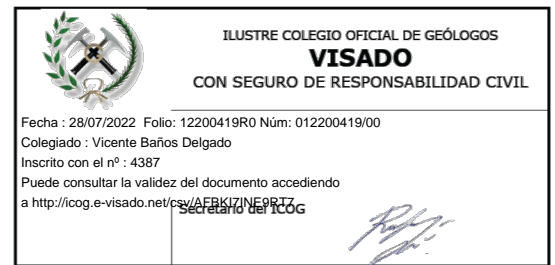 ILUSTRE COLEGIO OFICIAL DE GEÓLOGOS
VISADO
CON SEGURO DE RESPONSABILIDAD CIVIL
Fecha : 28/07/2022 Folio: 12200419R0 Núm: 012200419/00
Colegiado : Vicente Baños Delgado
Inscrito con el nº : 4387
Puede consultar la validez del documento accediendo
a http://icog.e-visado.net/csv/AFBKI7INE9RT7
Secretario del ICOG